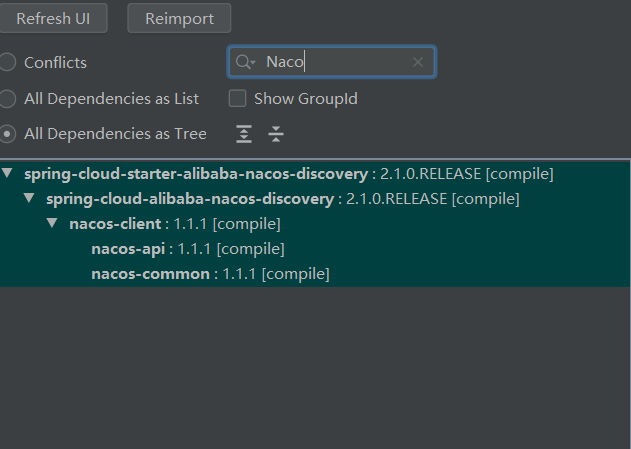 Refresh UI Reimport
Conflicts Naco
All Dependencies as List Show GroupId
All Dependencies as Tree
spring-cloud-starter-alibaba-nacos-discovery : 2.1.0.RELEASE [compile]
spring-cloud-alibaba-nacos-discovery : 2.1.0.RELEASE [compile]
nacos-client : 1.1.1 [compile]
nacos-api : 1.1.1 [compile]
nacos-common : 1.1.1 [compile]